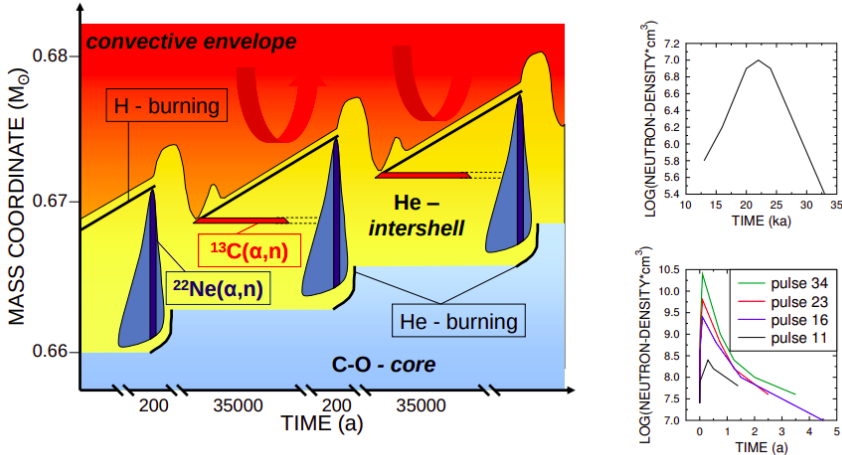 convective envelope
0.68
H - burning
0.67
He –
intershell
¹³C(α,n)
²²Ne(α,n)
He - burning
0.66
C-O - core
200
35000
200
35000
TIME (a)
MASS COORDINATE (M⊙)
LOG(NEUTRON-DENSITY*cm³)
7.2
7.0
6.8
6.6
6.4
6.2
6.0
5.8
5.6
5.4
10
15
20
25
30
35
TIME (ka)
LOG(NEUTRON-DENSITY*cm³)
10.5
10.0
9.5
9.0
8.5
8.0
7.5
7.0
pulse 34
pulse 23
pulse 16
pulse 11
0
1
2
3
4
5
TIME (a)